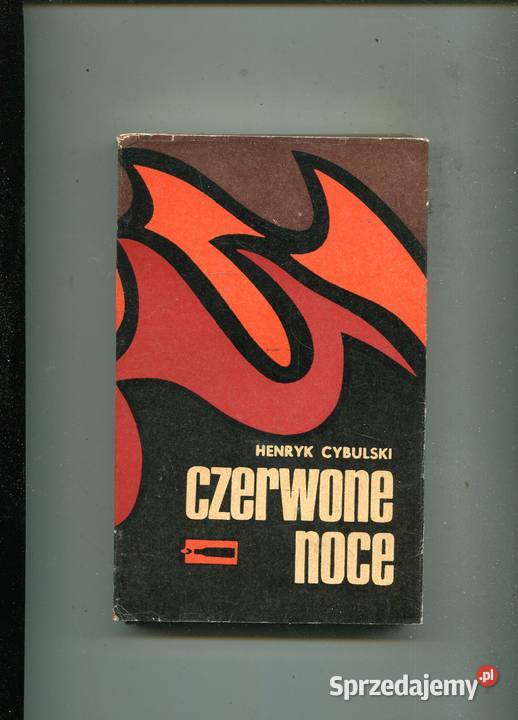 HENRYK CYBULSKI
czerwone
noce
Sprzedajemy.pl